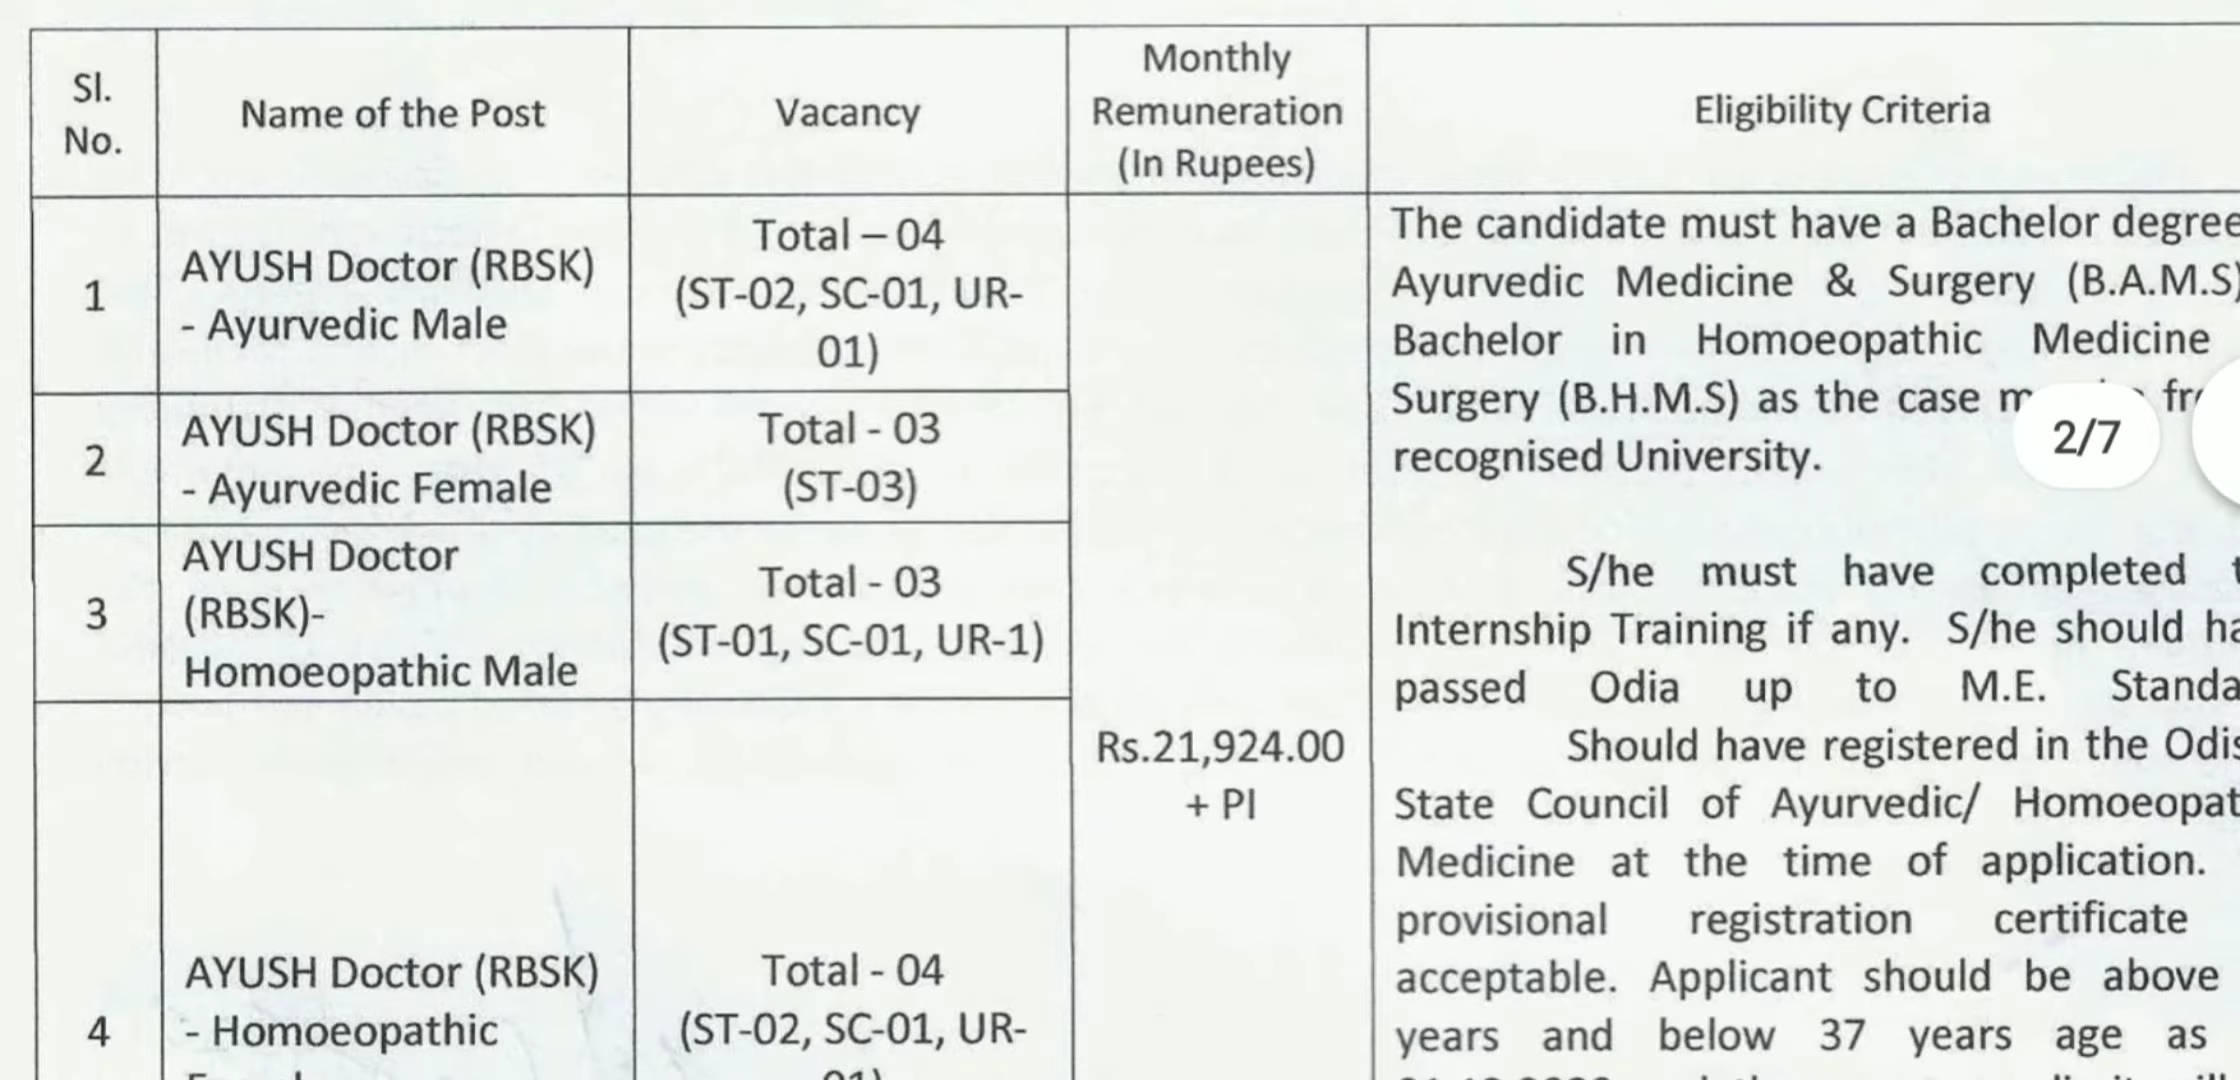 Sl.
No.
Name of the Post
Vacancy
Monthly
Remuneration
(In Rupees)
Eligibility Criteria
1
AYUSH Doctor (RBSK)
- Ayurvedic Male
Total – 04
(ST-02, SC-01, UR-
01)
2
AYUSH Doctor (RBSK)
- Ayurvedic Female
Total - 03
(ST-03)
3
AYUSH Doctor
(RBSK)-
Homoeopathic Male
Total - 03
(ST-01, SC-01, UR-1)
4
AYUSH Doctor (RBSK)
- Homoeopathic
Total - 04
(ST-02, SC-01, UR-
01)
Rs.21,924.00
+ PI
The candidate must have a Bachelor degree
Ayurvedic Medicine & Surgery (B.A.M.S)
Bachelor in Homoeopathic Medicine
Surgery (B.H.M.S) as the case
recognised University.
2/7
S/he must have completed
Internship Training if any. S/he should
passed Odia up to M.E.
Should have registered in the
State Council of Ayurvedic/
Medicine at the time of application.
provisional registration certificate
acceptable. Applicant should be above
years and below 37 years age as